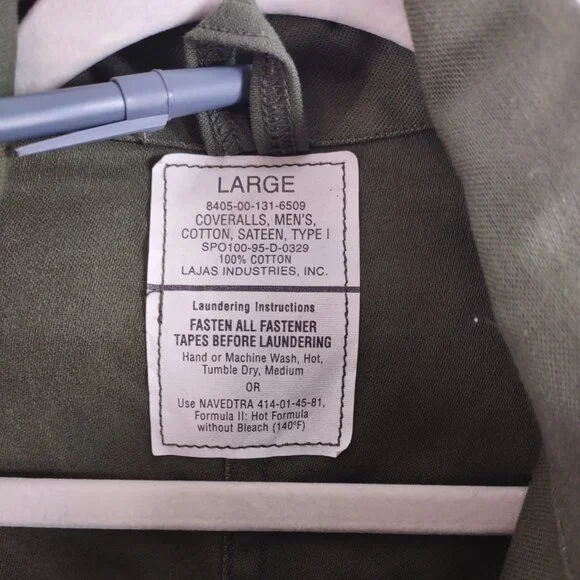 LARGE
8405-00-131-6509
COVERALLS, MEN'S,
COTTON, SATEEN, TYPE I
SPO100-95-D-0329
100% COTTON
LAJAS INDUSTRIES, INC.
Laundering Instructions
FASTEN ALL FASTENER
TAPES BEFORE LAUNDERING
Hand or Machine Wash, Hot,
Tumble Dry, Medium
OR
Use NAVEDTRA 414-01-45-81,
Formula II: Hot Formula
without Bleach (140°F)